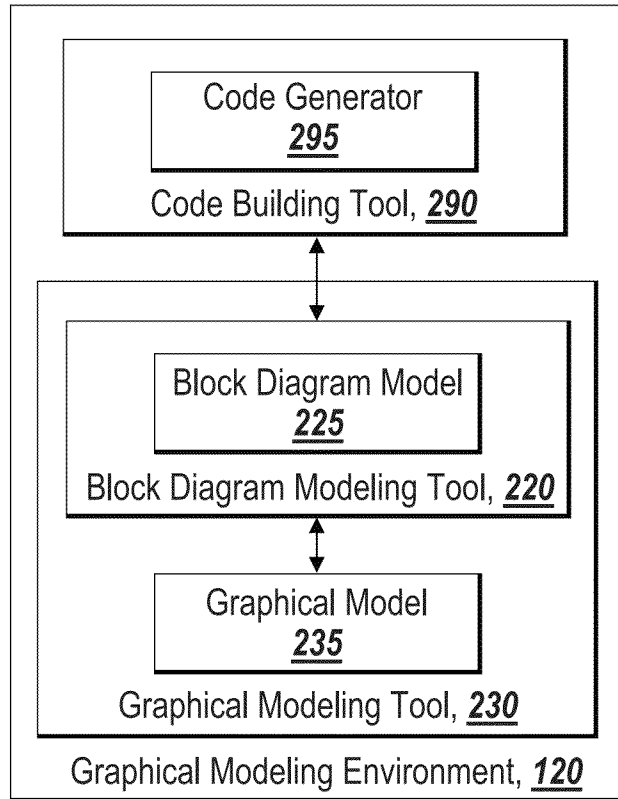 Code Generator
295
Code Building Tool, 290
Block Diagram Model
225
Block Diagram Modeling Tool, 220
Graphical Model
235
Graphical Modeling Tool, 230
Graphical Modeling Environment, 120